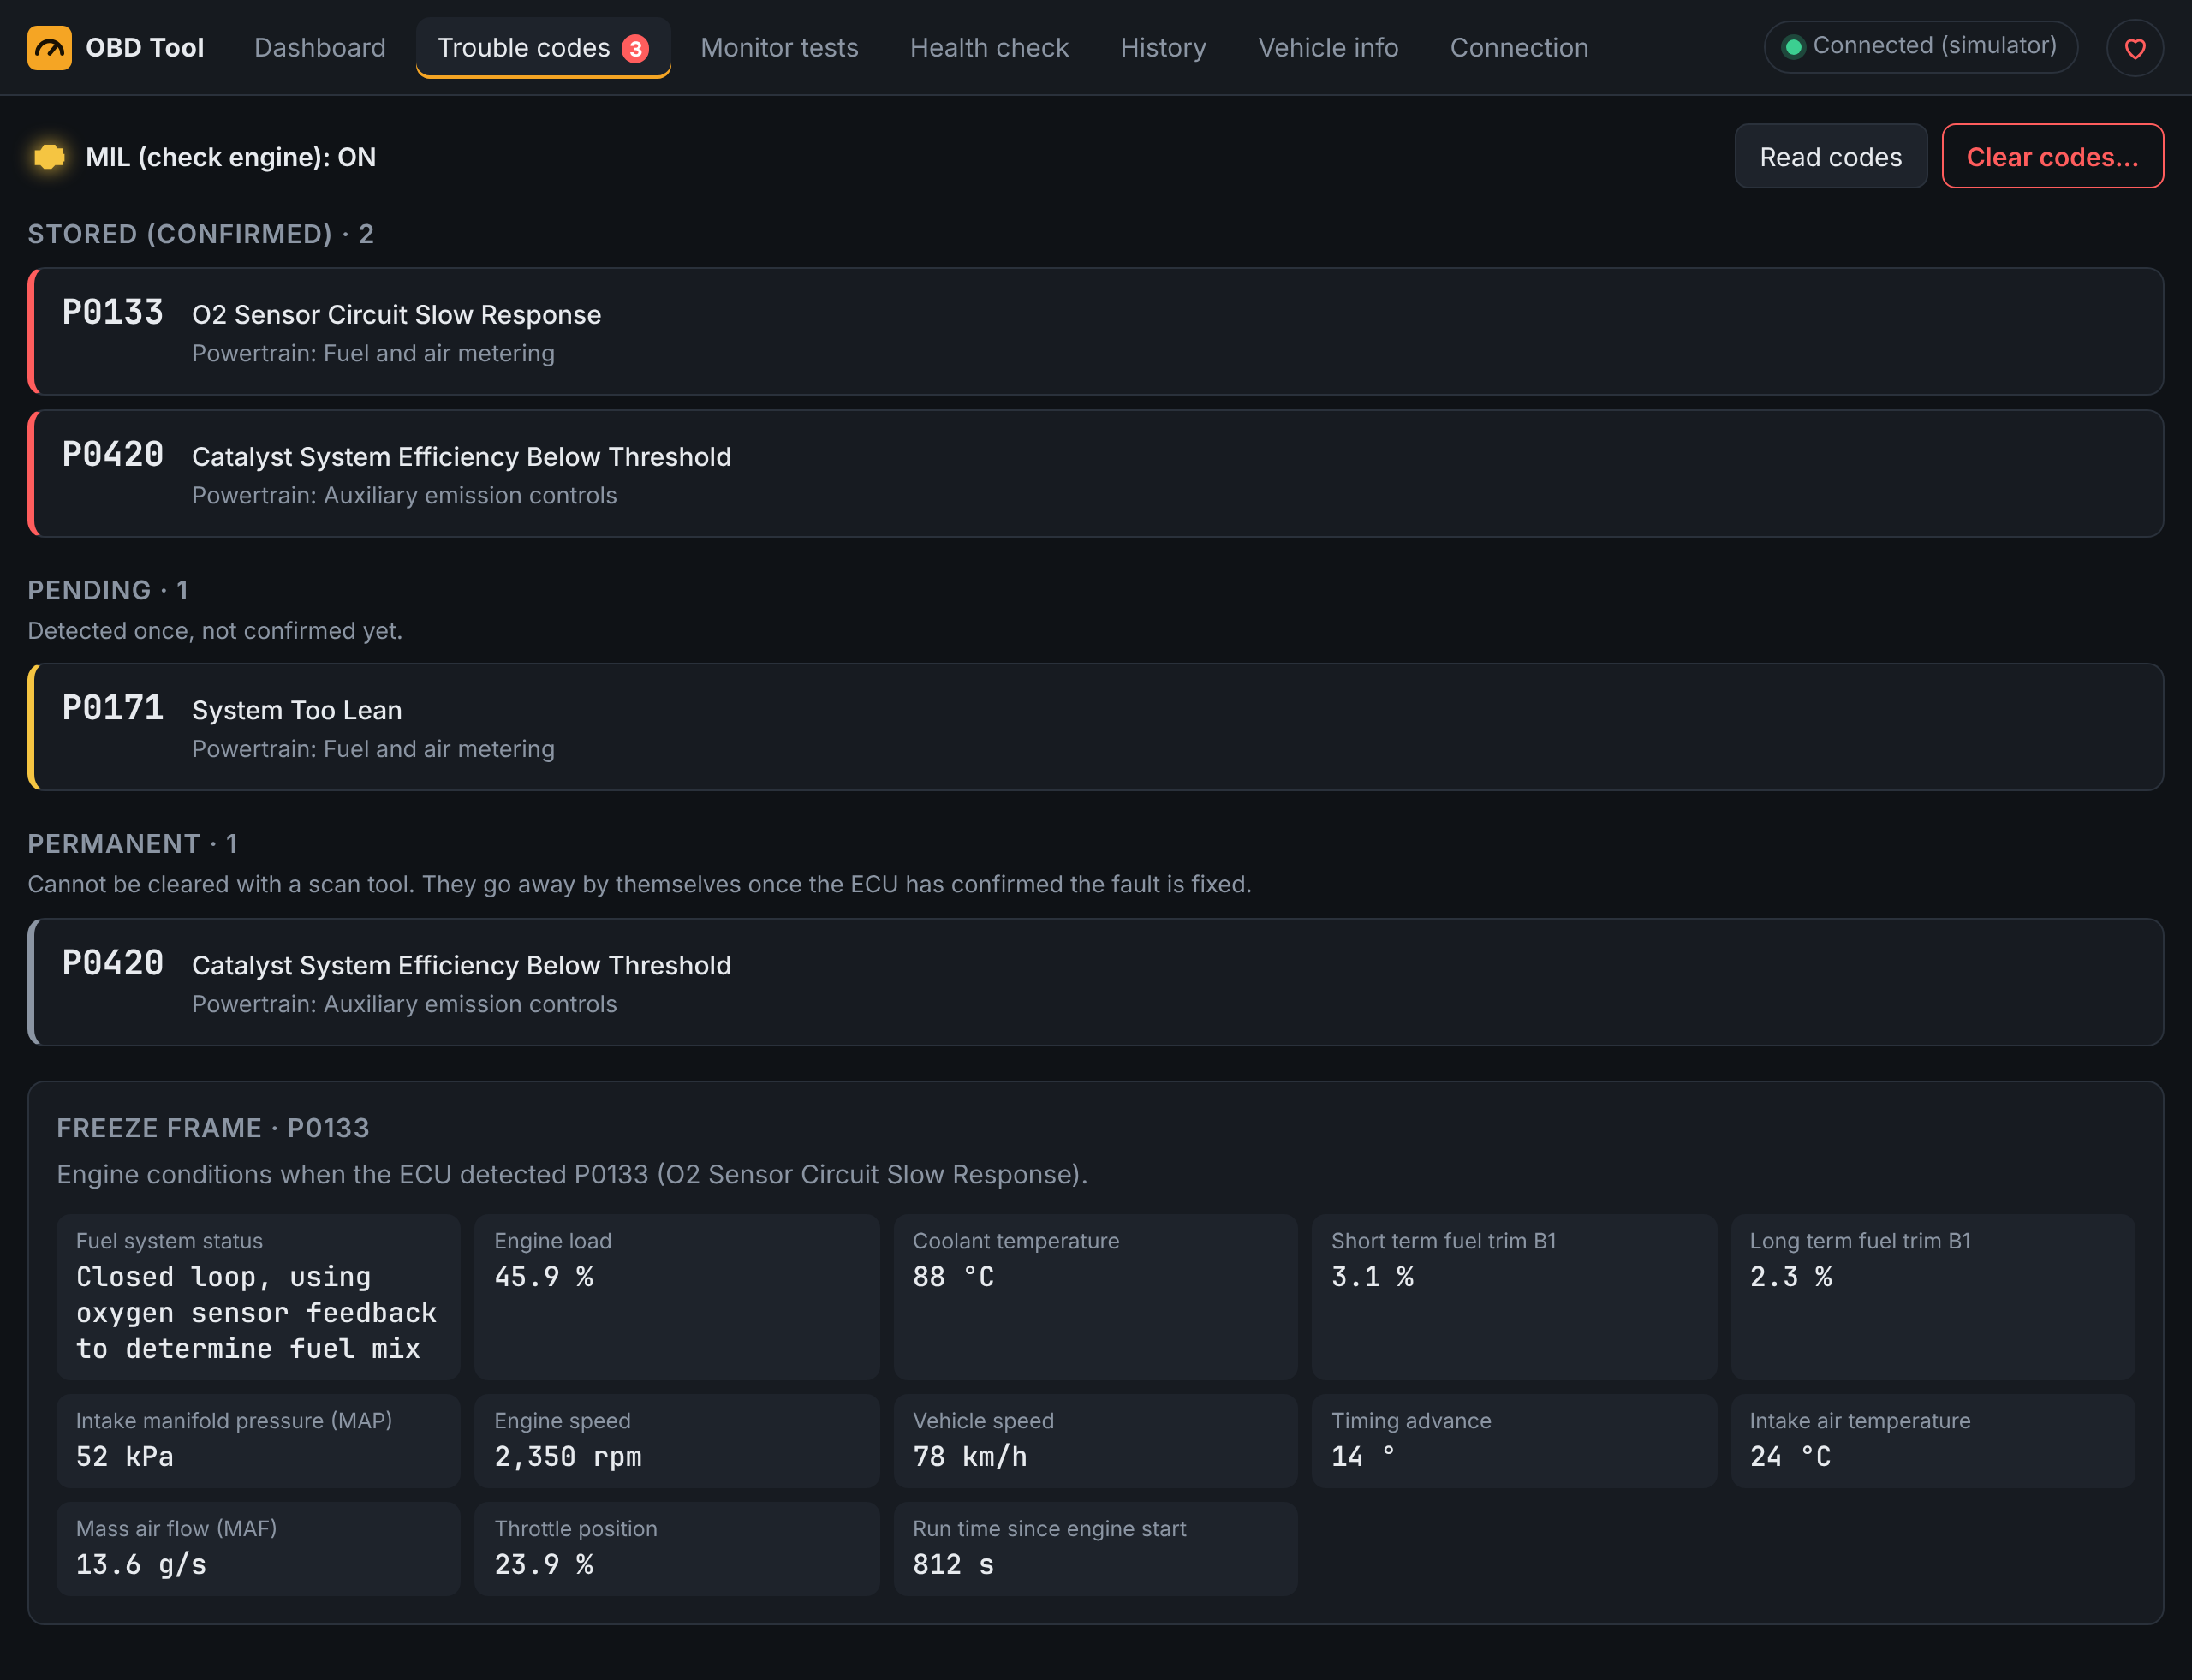 OBD Tool
Dashboard
Trouble codes 3
Monitor tests
Health check
History
Vehicle info
Connection
Connected (simulator)
MIL (check engine): ON
Read codes
Clear codes...
STORED (CONFIRMED) · 2
P0133 O2 Sensor Circuit Slow Response
Powertrain: Fuel and air metering
P0420 Catalyst System Efficiency Below Threshold
Powertrain: Auxiliary emission controls
PENDING · 1
Detected once, not confirmed yet.
P0171 System Too Lean
Powertrain: Fuel and air metering
PERMANENT · 1
Cannot be cleared with a scan tool. They go away by themselves once the ECU has confirmed the fault is fixed.
P0420 Catalyst System Efficiency Below Threshold
Powertrain: Auxiliary emission controls
FREEZE FRAME · P0133
Engine conditions when the ECU detected P0133 (O2 Sensor Circuit Slow Response).
Fuel system status
Closed loop, using
oxygen sensor feedback
to determine fuel mix
Engine load
45.9 %
Coolant temperature
88 °C
Short term fuel trim B1
3.1 %
Long term fuel trim B1
2.3 %
Intake manifold pressure (MAP)
52 kPa
Engine speed
2,350 rpm
Vehicle speed
78 km/h
Timing advance
14 °
Intake air temperature
24 °C
Mass air flow (MAF)
13.6 g/s
Throttle position
23.9 %
Run time since engine start
812 s